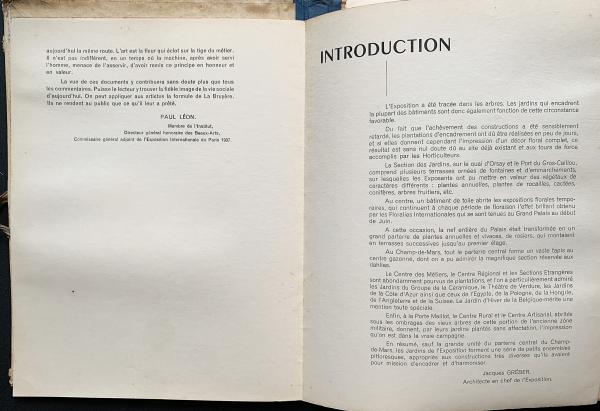 aujourd'hui la même route. L'art est la fleur qui éclot sur la tige du métier.
Il n'est pas indifférent, en un temps où la machine, après avoir servi
l'homme, menace de l'asservir, d'avoir remis ce principe en honneur et
en valeur.
La vue de ces documents y contribuera sans doute plus que tous
les commentaires. Puisse le lecteur y trouver la fidèle image de la vie sociale
d'aujourd'hui. On peut appliquer aux artistes la formule de La Bruyère.
Ils ne rendent au public que ce qu'il leur a prêté.
PAUL LÉON.
Membre de l'Institut,
Directeur général honoraire des Beaux-Arts,
Commissaire général adjoint de l'Exposition Internationale de Paris 1937.
INTRODUCTION
L'Exposition a été tracée dans les arbres. Les jardins qui encadrent
la plupart des bâtiments sont donc également fonction de cette circonstance
favorable.
Du fait que l'achèvement des constructions a été sensiblement
retardé, les plantations d'encadrement ont dû être réalisées en peu de jours,
et si elles donnent cependant l'impression d'un décor floral complet, ce
résultat est sans nul doute dû au site déjà existant et aux tours de force
accomplis par les Horticulteurs.
La Section des Jardins, sur le quai d'Orsay et le Port du Gros-Caillou,
comprend plusieurs terrasses ornées de fontaines et d'emmarchements,
sur lesquelles les Exposants ont pu mettre en valeur des végétaux de
caractères différents : plantes annuelles, plantes de rocailles, cactées,
conifères, arbres fruitiers, etc.
Au centre, un bâtiment de toile abrite les expositions florales tempo-
raires, qui continuent à chaque période de floraison l'effet brillant obtenu
par les Floralies Internationales qui se sont tenues au Grand Palais au début
de Juin.
A cette occasion, la nef entière du Palais était transformée en un
grand parterre de plantes annuelles et vivaces, de rosiers, qui montaient
en terrasses successives jusqu'au premier étage.
Au Champ-de-Mars, tout le parterre central forme un vaste tapis au
centre gazonné, dont on a pu admirer la magnifique section réservée aux
dahlias.
Le Centre des Métiers, le Centre Régional et les Sections Etrangères
sont abondamment pourvus de plantations, et l'on a particulièrement admiré
les Jardins du Groupe de la Céramique, le Théâtre de Verdure, les Jardins
de la Côte d'Azur ainsi que ceux de l'Egypte, de la Pologne, de la Hongrie,
de l'Angleterre et de la Suisse. Le Jardin d'Hiver de la Belgique mérite une
mention toute spéciale.
Enfin, à la Porte Maillot, le Centre Rural et le Centre Artisanal, abrités
sous les ombrages des vieux arbres de cette portion de l'ancienne zône
militaire, donnent, par leurs jardins plantés sans affectation, l'impression
qu'on est dans la vraie campagne.
En résumé, sauf la grande unité du parterre central du Champ-
de-Mars, les Jardins de l'Exposition forment une série de petits ensembles
pittoresques, appropriés aux constructions très diverses qu'ils avaient
pour mission d'encadrer et d'harmoniser.
Jacques GRÉBER,
Architecte en chef de l'Exposition.